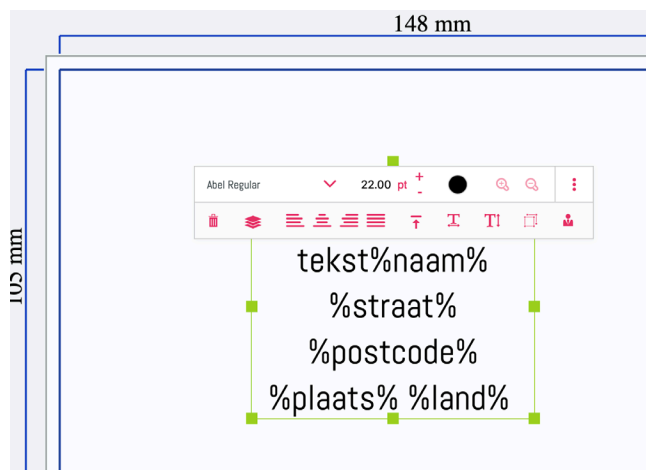 148 mm
Abel Regular 22.00 pt + -
T T
105 mm
tekst%naam%
%straat%
%postcode%
%plaats% %land%